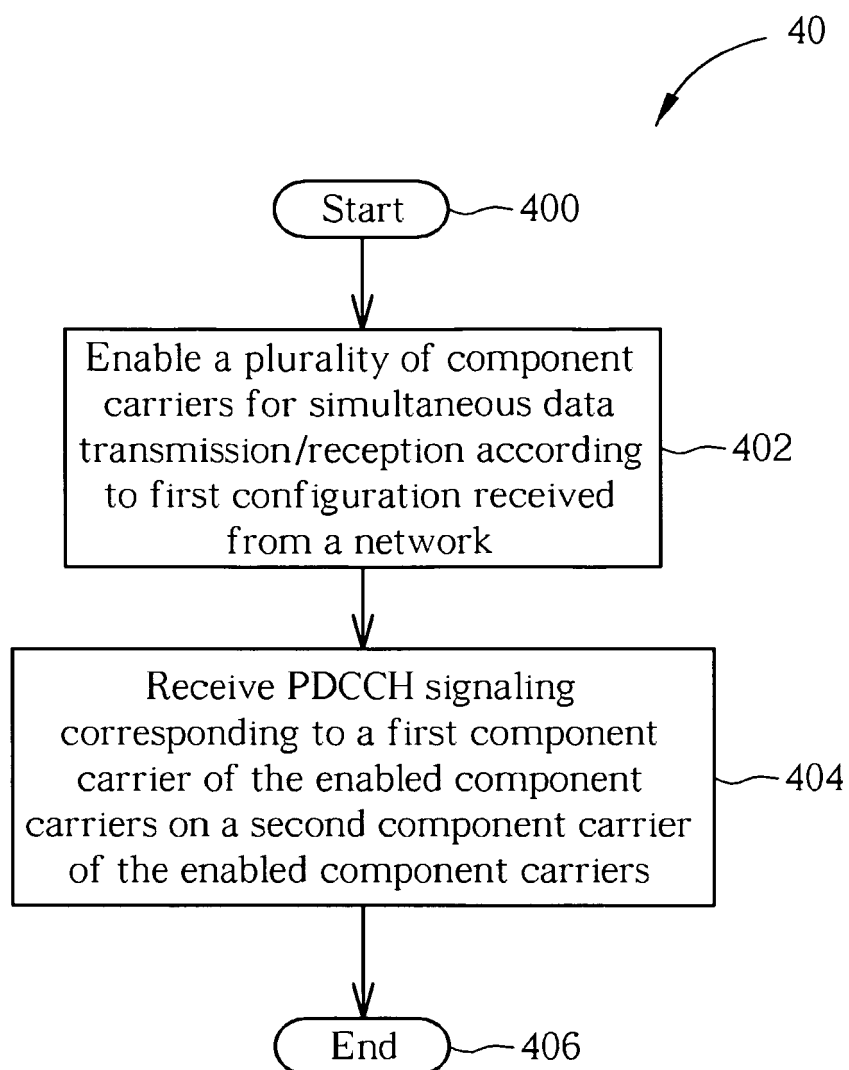 40
Start
400
Enable a plurality of component
carriers for simultaneous data
transmission/reception according
to first configuration received
from a network
402
Receive PDCCH signaling
corresponding to a first component
carrier of the enabled component
carriers on a second component carrier
of the enabled component carriers
404
End
406